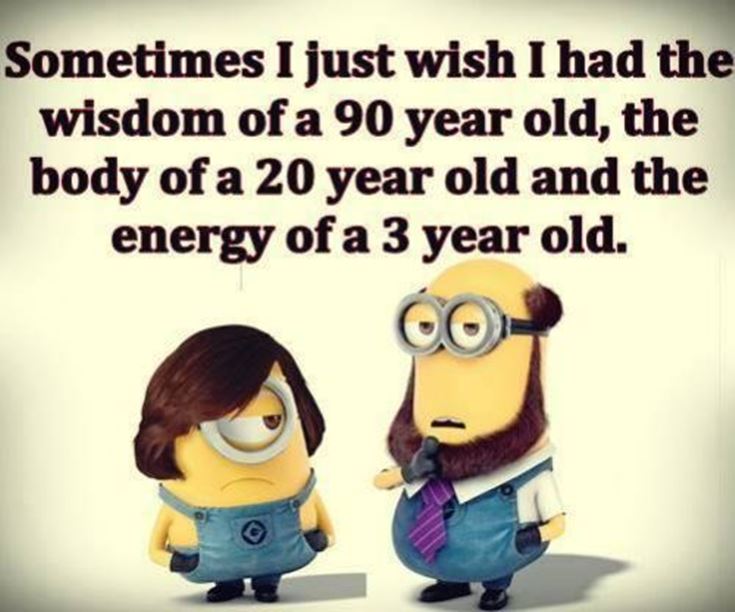 Sometimes I just wish I had the
wisdom of a 90 year old, the
body of a 20 year old and the
energy of a 3 year old.